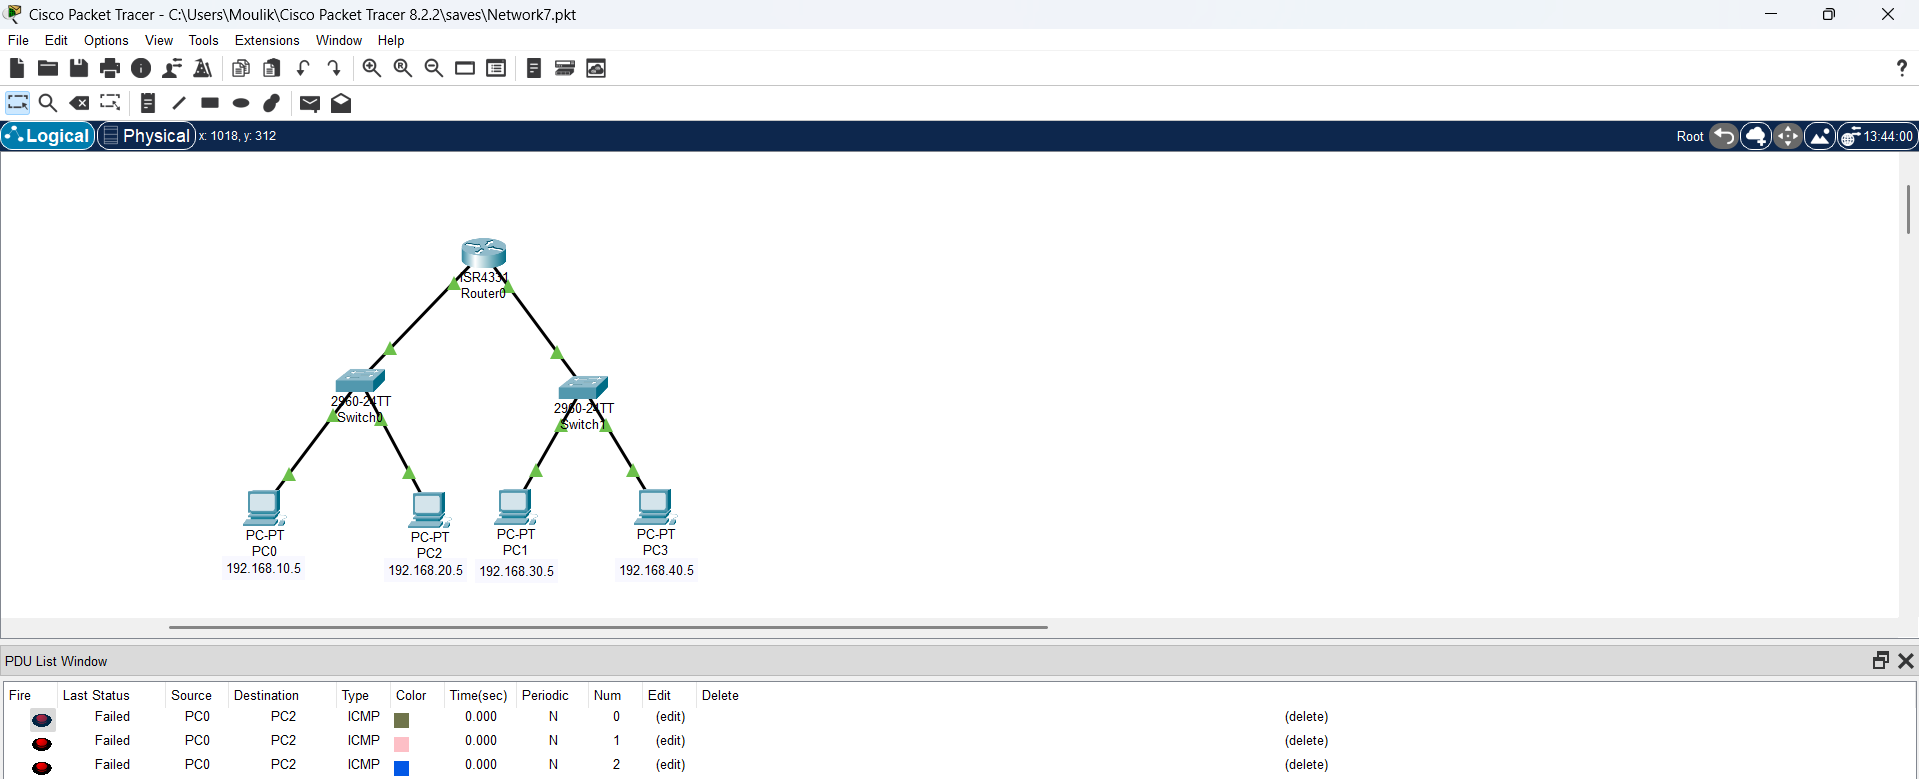 Cisco Packet Tracer - C:\Users\Moulik\Cisco Packet Tracer 8.2.2\saves\Network7.pkt
File Edit Options View Tools Extensions Window Help
Logical Physical x: 1018, y: 312 Root 13:44:00
ISR4331
Router0
2960-24TT
Switch0
2960-24TT
Switch1
PC-PT
PC0
192.168.10.5
PC-PT
PC2
192.168.20.5
PC-PT
PC1
192.168.30.5
PC-PT
PC3
192.168.40.5
PDU List Window
Fire Last Status Source Destination Type Color Time(sec) Periodic Num Edit Delete
Failed PC0 PC2 ICMP 0.000 N 0 (edit) (delete)
Failed PC0 PC2 ICMP 0.000 N 1 (edit) (delete)
Failed PC0 PC2 ICMP 0.000 N 2 (edit) (delete)